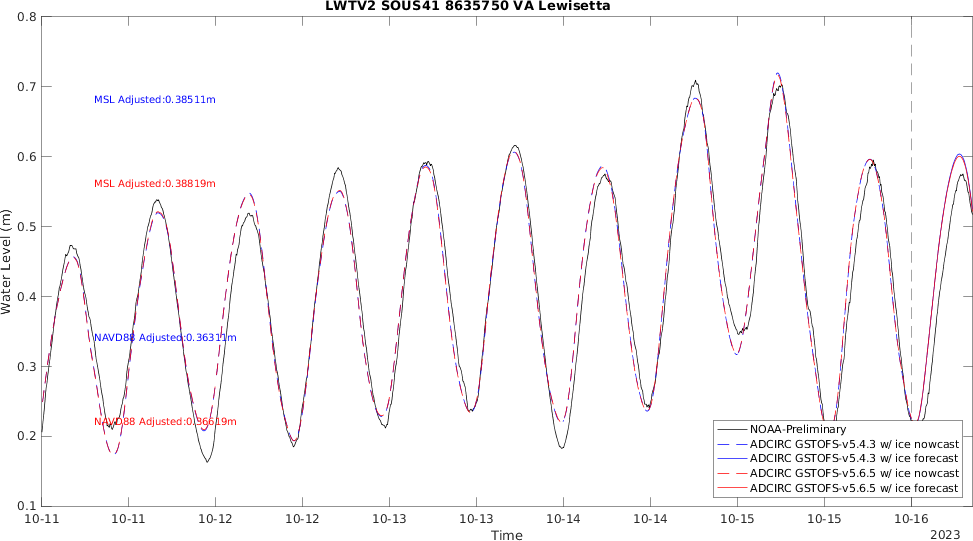 LWTV2 SOUS41 8635750 VA Lewisetta
0.8
0.7
0.6
0.5
0.4
0.3
0.2
0.1
Water Level (m)
MSL Adjusted:0.38511m
MSL Adjusted:0.38819m
NAVD88 Adjusted:0.36311m
NAVD88 Adjusted:0.36619m
NOAA-Preliminary
ADCIRC GSTOFS-v5.4.3 w/ ice nowcast
ADCIRC GSTOFS-v5.4.3 w/ ice forecast
ADCIRC GSTOFS-v5.6.5 w/ ice nowcast
ADCIRC GSTOFS-v5.6.5 w/ ice forecast
10-11 10-11 10-12 10-12 10-13 10-13 10-14 10-14 10-15 10-15 10-16
Time
2023